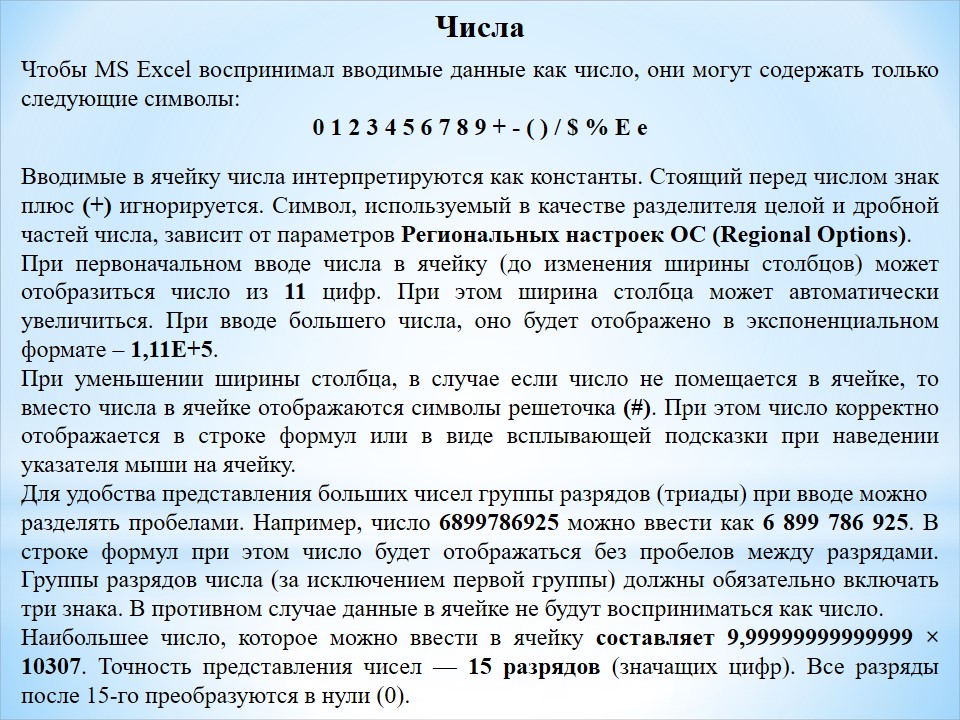 Числа
Чтобы MS Excel воспринимал вводимые данные как число, они могут содержать только
следующие символы:
0 1 2 3 4 5 6 7 8 9 + - ( ) / $ % E e
Вводимые в ячейку числа интерпретируются как константы. Стоящий перед числом знак
плюс (+) игнорируется. Символ, используемый в качестве разделителя целой и дробной
частей числа, зависит от параметров Региональных настроек ОС (Regional Options).
При первоначальном вводе числа в ячейку (до изменения ширины столбцов) может
отобразиться число из 11 цифр. При этом ширина столбца может автоматически
увеличиться. При вводе большего числа, оно будет отображено в экспоненциальном
формате – 1,11E+5.
При уменьшении ширины столбца, в случае если число не помещается в ячейке, то
вместо числа в ячейке отображаются символы решеточка (#). При этом число корректно
отображается в строке формул или в виде всплывающей подсказки при наведении
указателя мыши на ячейку.
Для удобства представления больших чисел группы разрядов (триады) при вводе можно
разделять пробелами. Например, число 6899786925 можно ввести как 6 899 786 925. В
строке формул при этом число будет отображаться без пробелов между разрядами.
Группы разрядов числа (за исключением первой группы) должны обязательно включать
три знака. В противном случае данные в ячейке не будут восприниматься как число.
Наибольшее число, которое можно ввести в ячейку составляет 9,99999999999999 ×
10307. Точность представления чисел — 15 разрядов (значащих цифр). Все разряды
после 15-го преобразуются в нули (0).